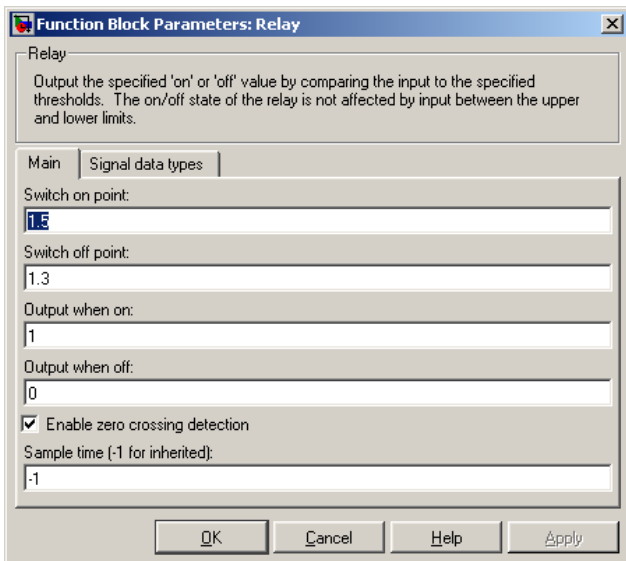 Function Block Parameters: Relay
Relay
Output the specified 'on' or 'off' value by comparing the input to the specified
thresholds. The on/off state of the relay is not affected by input between the upper
and lower limits.
Main Signal data types
Switch on point:
1.5
Switch off point:
1.3
Output when on:
1
Output when off:
0
Enable zero crossing detection
Sample time (-1 for inherited):
-1
OK Cancel Help Apply